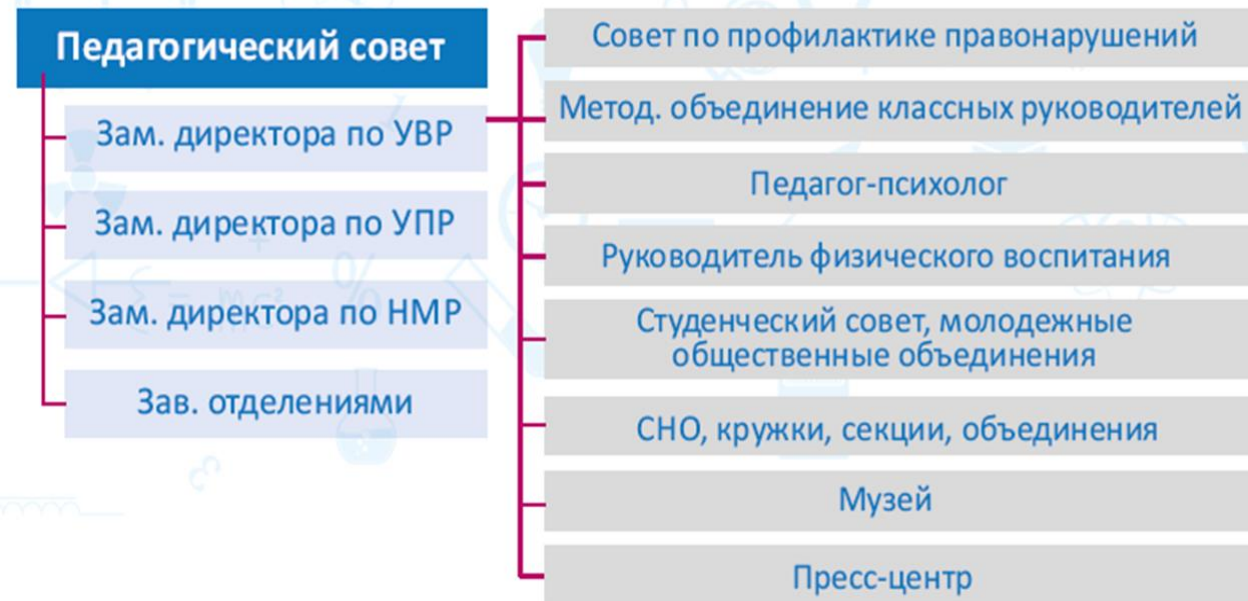 Педагогический совет
Зам. директора по УВР
Зам. директора по УПР
Зам. директора по НМР
Зав. отделениями
Совет по профилактике правонарушений
Метод. объединение классных руководителей
Педагог-психолог
Руководитель физического воспитания
Студенческий совет, молодежные
общественные объединения
СНО, кружки, секции, объединения
Музей
Пресс-центр